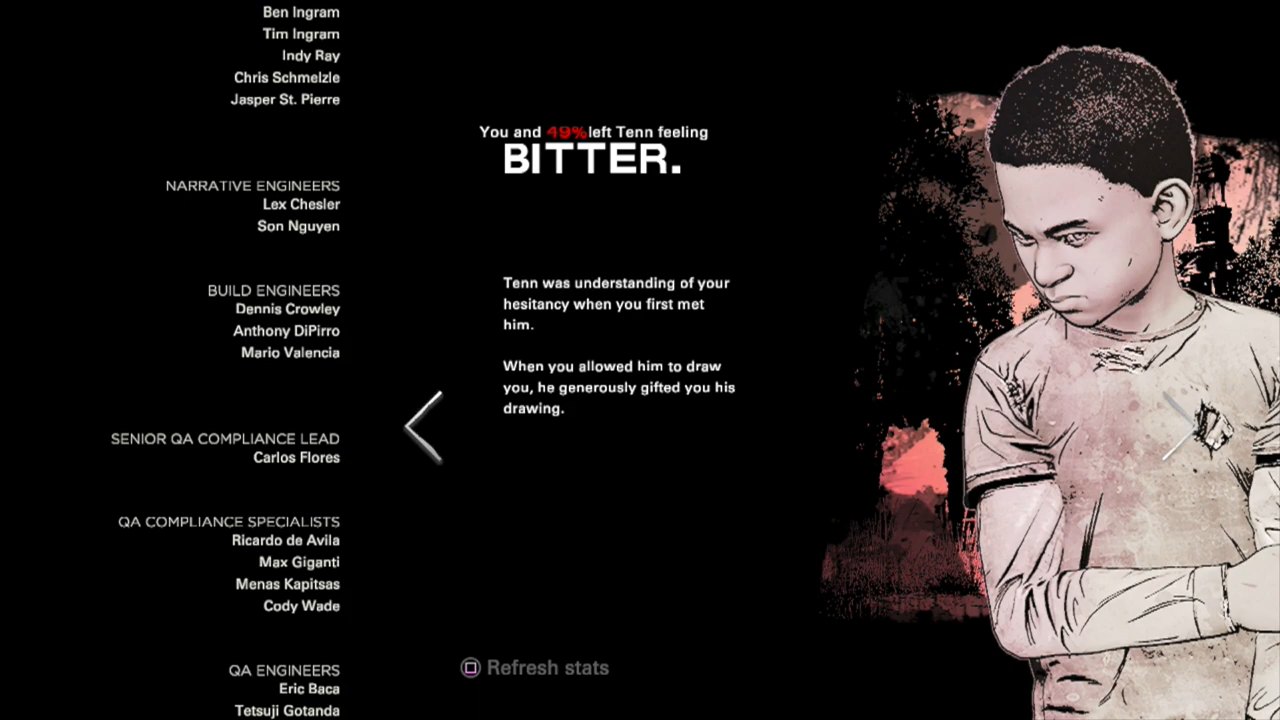 Ben Ingram
Tim Ingram
Indy Ray
Chris Schmelzle
Jasper St. Pierre
NARRATIVE ENGINEERS
Lex Chesler
Son Nguyen
BUILD ENGINEERS
Dennis Crowley
Anthony DiPirro
Mario Valencia
SENIOR QA COMPLIANCE LEAD
Carlos Flores
QA COMPLIANCE SPECIALISTS
Ricardo de Avila
Max Giganti
Menas Kapitsas
Cody Wade
QA ENGINEERS
Eric Baca
Tetsuji Gotanda
You and 49% left Tenn feeling
BITTER.
Tenn was understanding of your
hesitancy when you first met
him.
When you allowed him to draw
you, he generously gifted you his
drawing.
Refresh stats